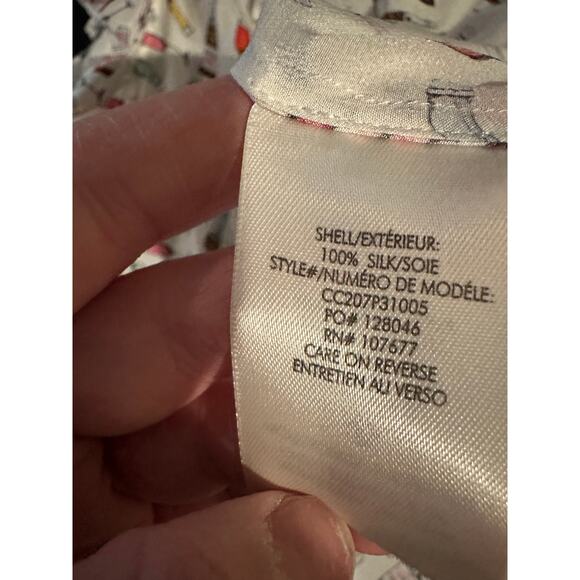 SHELL/EXTÉRIEUR:
100% SILK/SOIE
STYLE#/NUMÉRO DE MODÉLE:
CC207P31005
PO# 128046
RN# 107677
CARE ON REVERSE
ENTRETIEN AU VERSO